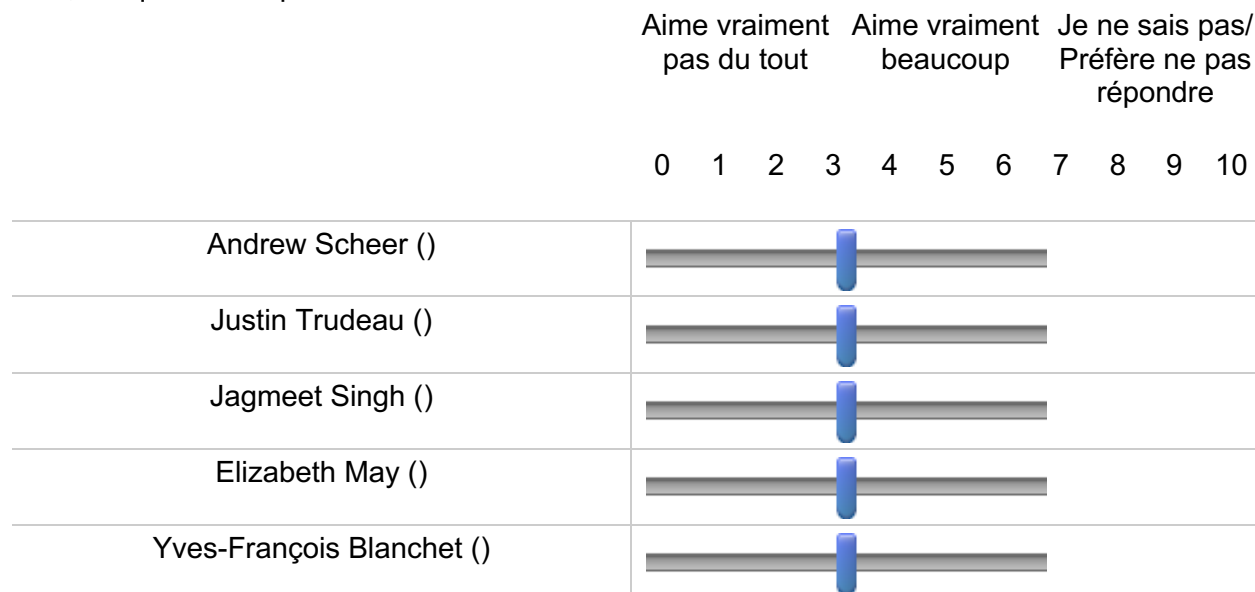 Aime vraiment pas du tout
Aime vraiment beaucoup
Je ne sais pas/ Préfère ne pas répondre
0 1 2 3 4 5 6 7 8 9 10
Andrew Scheer ()
Justin Trudeau ()
Jagmeet Singh ()
Elizabeth May ()
Yves-François Blanchet ()